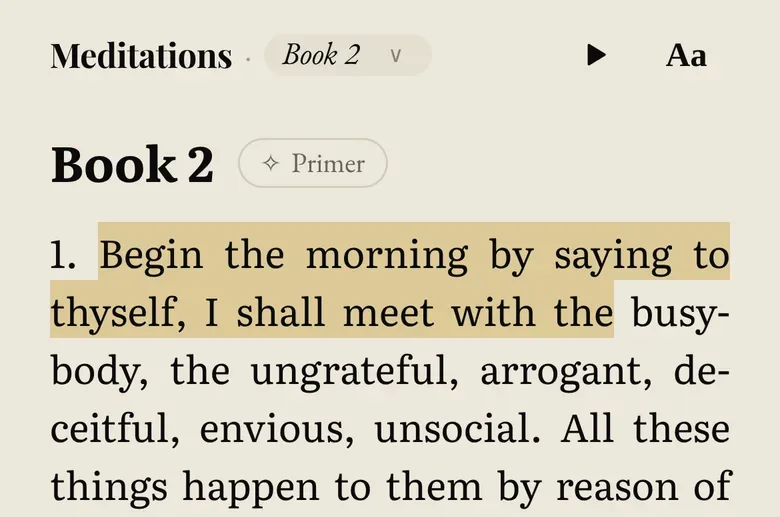 Meditations · Book 2 ∨
Aa
Book 2 ✧ Primer
1. Begin the morning by saying to
thyself, I shall meet with the busy-
body, the ungrateful, arrogant, de-
ceitful, envious, unsocial. All these
things happen to them by reason of